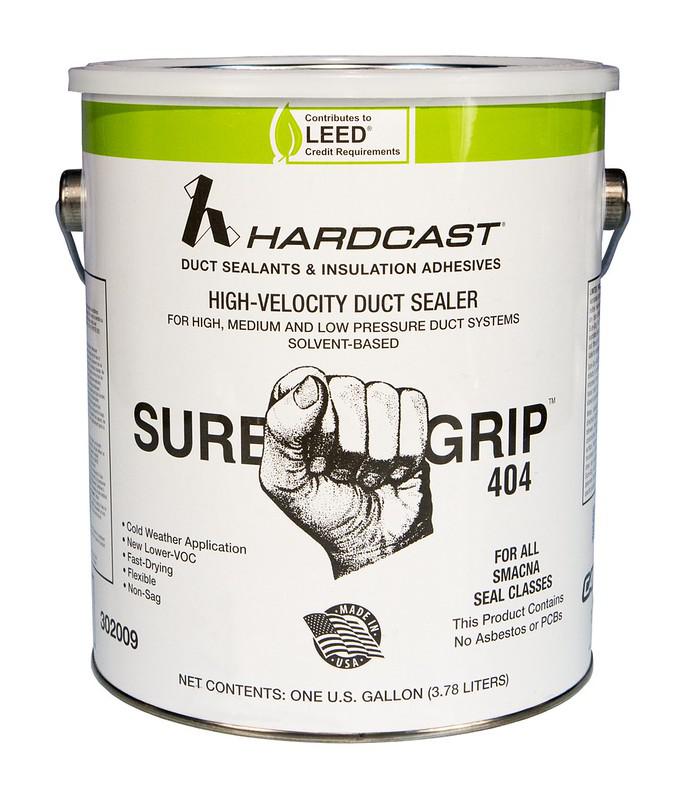 Contributes to
LEED®
Credit Requirements
HARDCAST®
DUCT SEALANTS & INSULATION ADHESIVES
HIGH-VELOCITY DUCT SEALER
FOR HIGH, MEDIUM AND LOW PRESSURE DUCT SYSTEMS
SOLVENT-BASED
SURE GRIP™
404
• Cold Weather Application
• New Lower-VOC
• Fast-Drying
• Flexible
• Non-Sag
302009
FOR ALL
SMACNA
SEAL CLASSES
This Product Contains
No Asbestos or PCBs
MADE IN
USA
NET CONTENTS: ONE U.S. GALLON (3.78 LITERS)